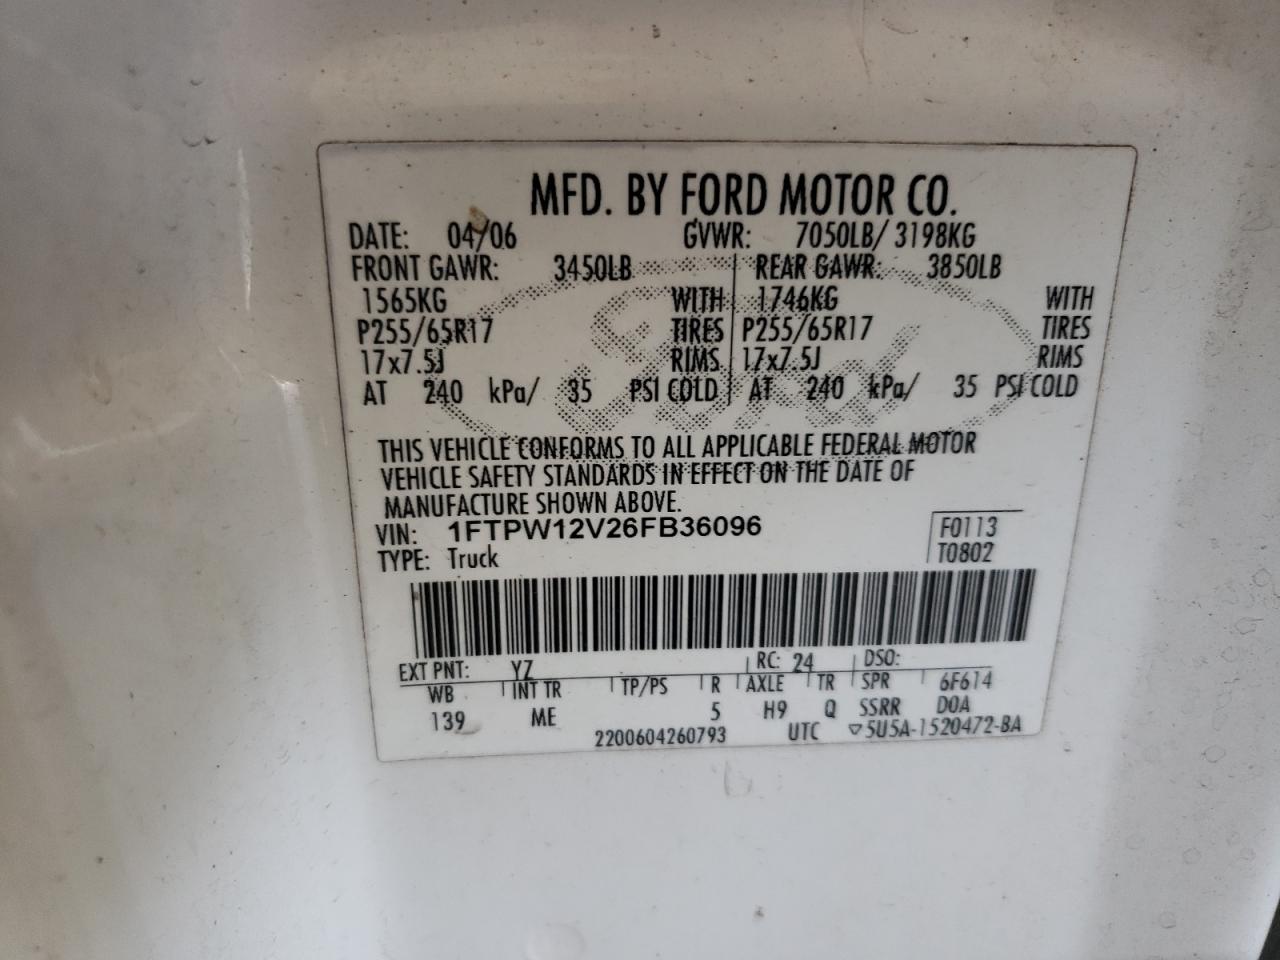 MFD. BY FORD MOTOR CO.
DATE: 04/06 GVWR: 7050LB/ 3198KG
FRONT GAWR: 3450LB REAR GAWR: 3850LB
1565KG WITH 1746KG WITH
P255/65R17 TIRES P255/65R17 TIRES
17x7.5J RIMS 17x7.5J RIMS
AT 240 kPa/ 35 PSI COLD AT 240 kPa/ 35 PSI COLD
Ford
THIS VEHICLE CONFORMS TO ALL APPLICABLE FEDERAL MOTOR
VEHICLE SAFETY STANDARDS IN EFFECT ON THE DATE OF
MANUFACTURE SHOWN ABOVE.
VIN: 1FTPW12V26FB36096 F0113
TYPE: Truck T0802
EXT PNT: YZ RC: 24 DSO:
WB INT TR TP/PS R AXLE TR SPR 6F614
139 ME 5 H9 Q SSRR D0A
2200604260793 UTC ▽5U5A-1520472-BA